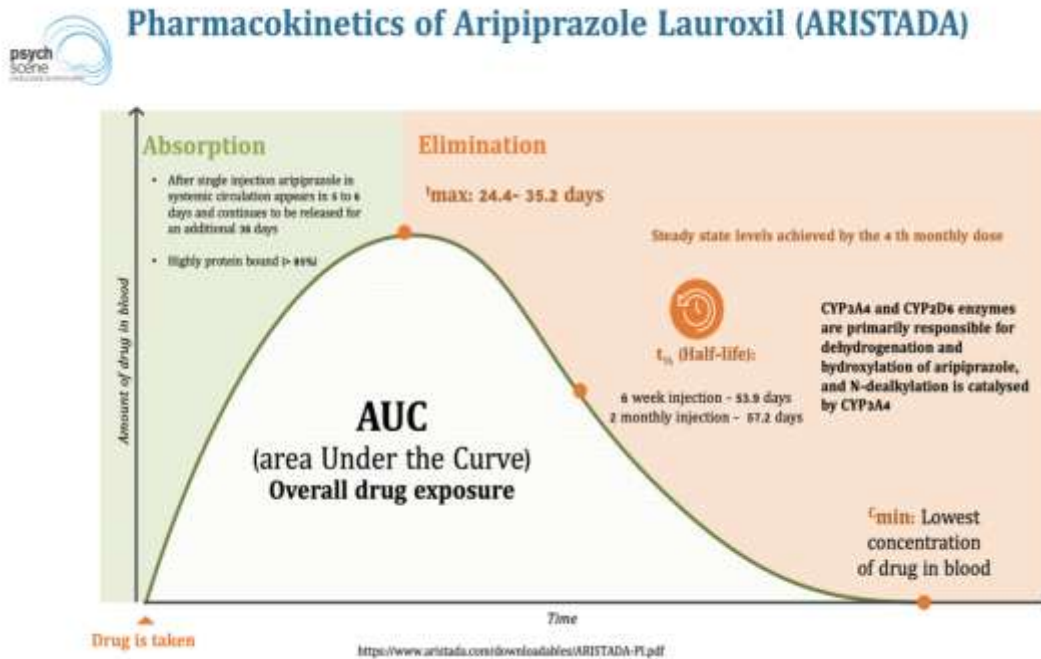 Pharmacokinetics of Aripiprazole Lauroxil (ARISTADA)
psych
scene
Absorption
• After single injection aripiprazole in
systemic circulation appears in 5 to 6
days and continues to be released for
an additional 36 days
• Highly protein bound
Elimination
tmax: 24.4- 35.2 days
Steady state levels achieved by the 4 th monthly dose
t½ (Half-life):
6 week injection - 53.9 days
2 monthly injection - 57.2 days
CYP3A4 and CYP2D6 enzymes
are primarily responsible for
dehydrogenation and
hydroxylation of aripiprazole,
and N-dealkylation is catalysed
by CYP3A4
Amount of drug in blood
AUC
(area Under the Curve)
Overall drug exposure
Cmin: Lowest
concentration
of drug in blood
Time
Drug is taken
https://www.aristada.com/downloadables/ARISTADA-PI.pdf